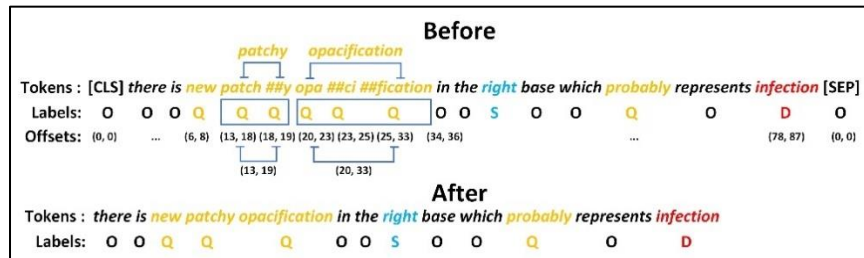 Before
patchy opacification
Tokens : [CLS] there is new patch ##y opa ##ci ##fication in the right base which probably represents infection [SEP]
Labels: O O O Q Q Q Q Q Q O O S O O Q O D O
Offsets: (0, 0) ... (6, 8) (13, 18) (18, 19) (20, 23) (23, 25) (25, 33) (34, 36) ... (78, 87) (0, 0)
(13, 19) (20, 33)
After
Tokens : there is new patchy opacification in the right base which probably represents infection
Labels: O O Q Q Q O O S O O Q O D